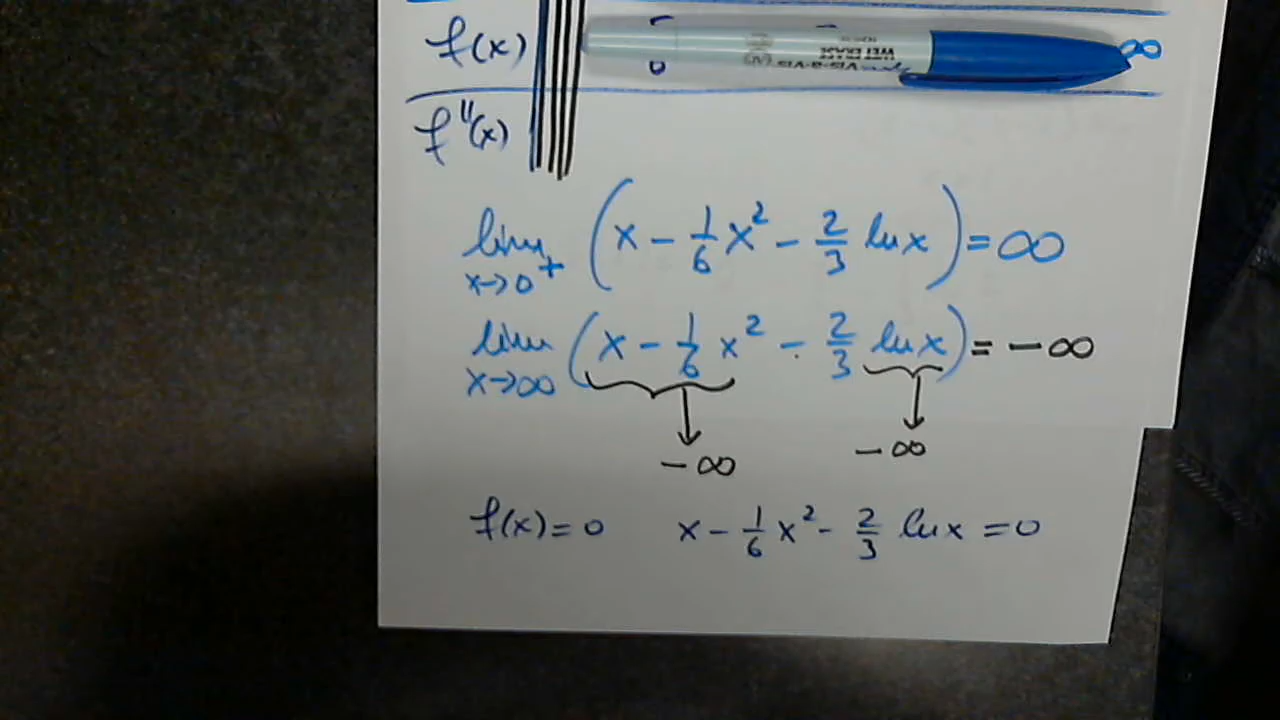 f(x) 0 ∞
f''(x)
lim x→0⁺ (x − 1/6 x² − 2/3 ln x) = ∞
lim x→∞ (x − 1/6 x² − 2/3 ln x) = −∞
−∞ −∞
f(x) = 0 x − 1/6 x² − 2/3 ln x = 0